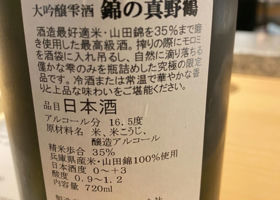 大吟醸雫酒 錦の真野鶴
酒造最好適米・山田錦を35%まで磨
き使用した最高級酒。搾りの際にモロミ
を酒袋に入れ吊るし、自然に滴り落ちる
僅かな雫のみを瓶詰めした究極の限定
品です。冷酒または常温で華やかな香
りと上品な味わいをご堪能ください。
品目 日本酒
アルコール分 16.5度
原材料名 米、米こうじ、
醸造アルコール
精米歩合 35%
兵庫県産米・山田錦100%使用
日本酒度 0～+3
酸度 0.9～1.2
内容量 720ml